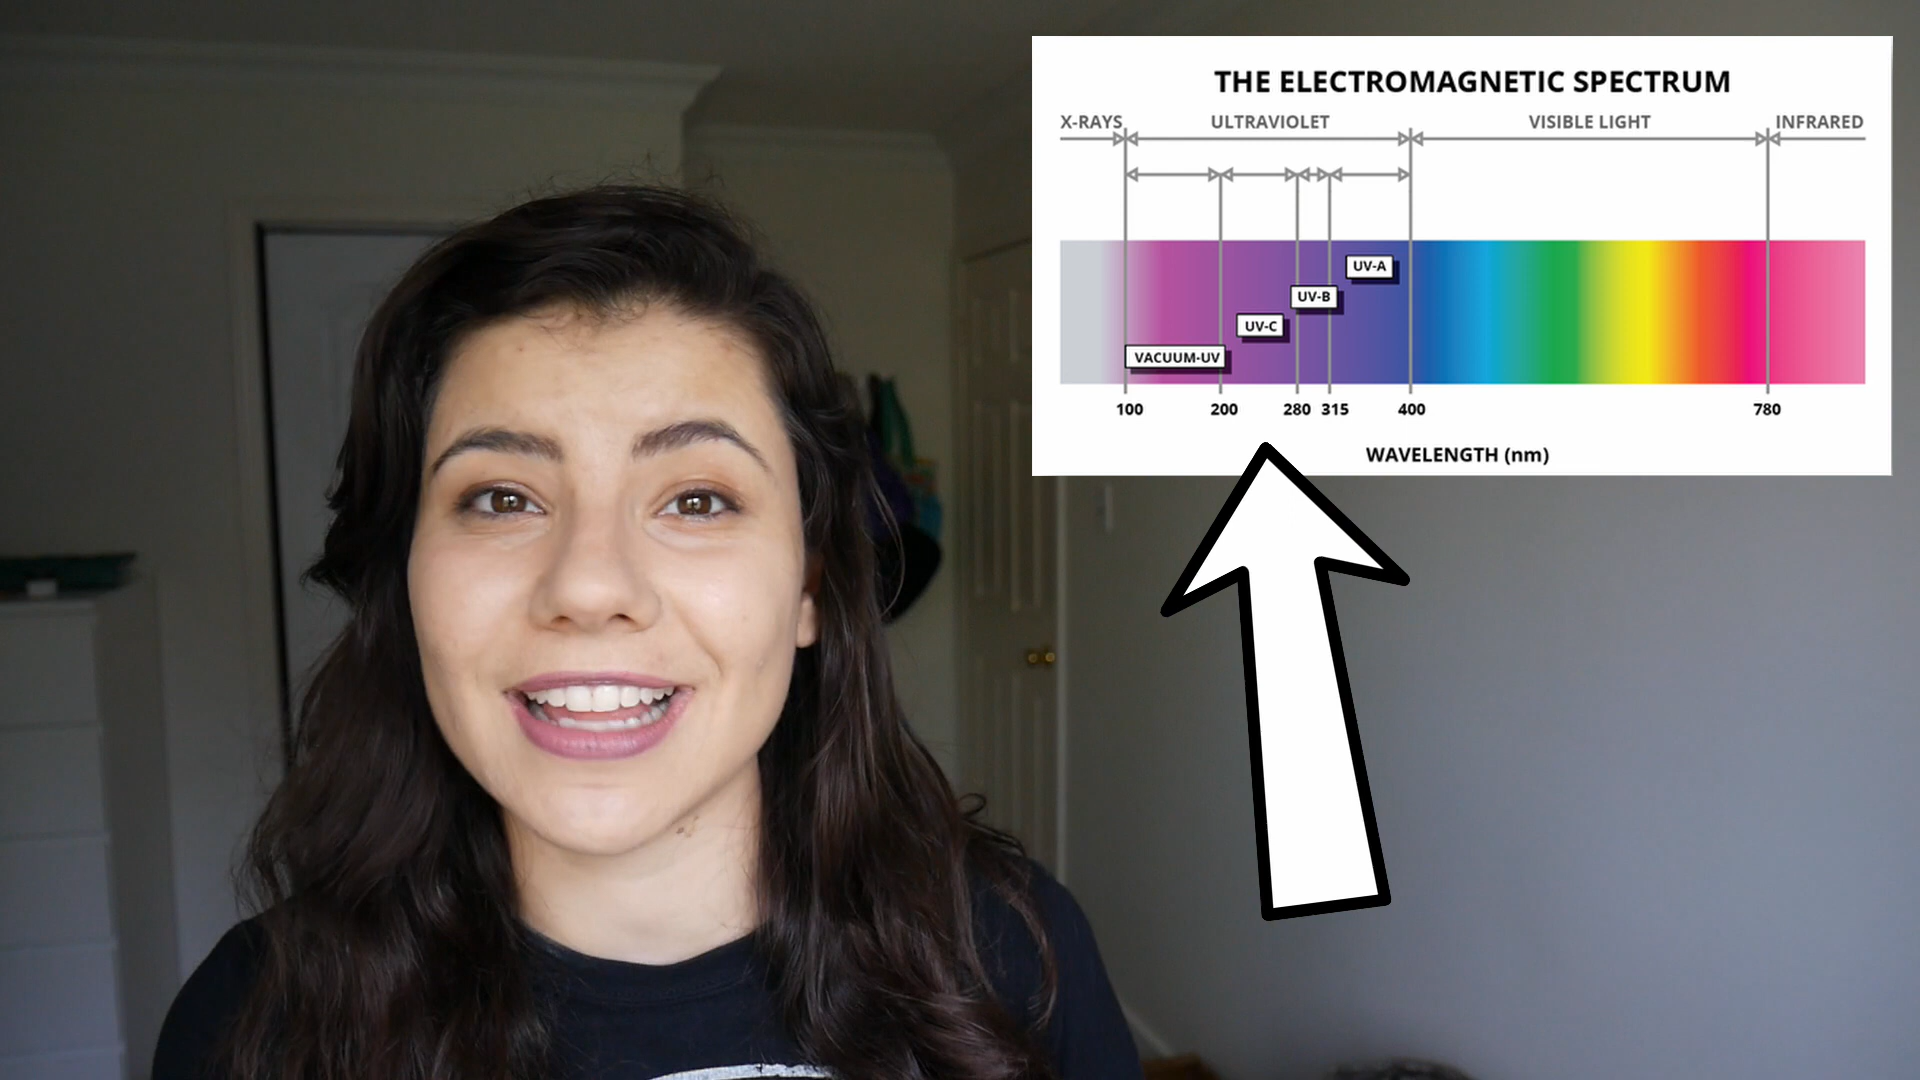 THE ELECTROMAGNETIC SPECTRUM
X-RAYS ULTRAVIOLET VISIBLE LIGHT INFRARED
UV-A
UV-B
UV-C
VACUUM-UV
100 200 280 315 400 780
WAVELENGTH (nm)